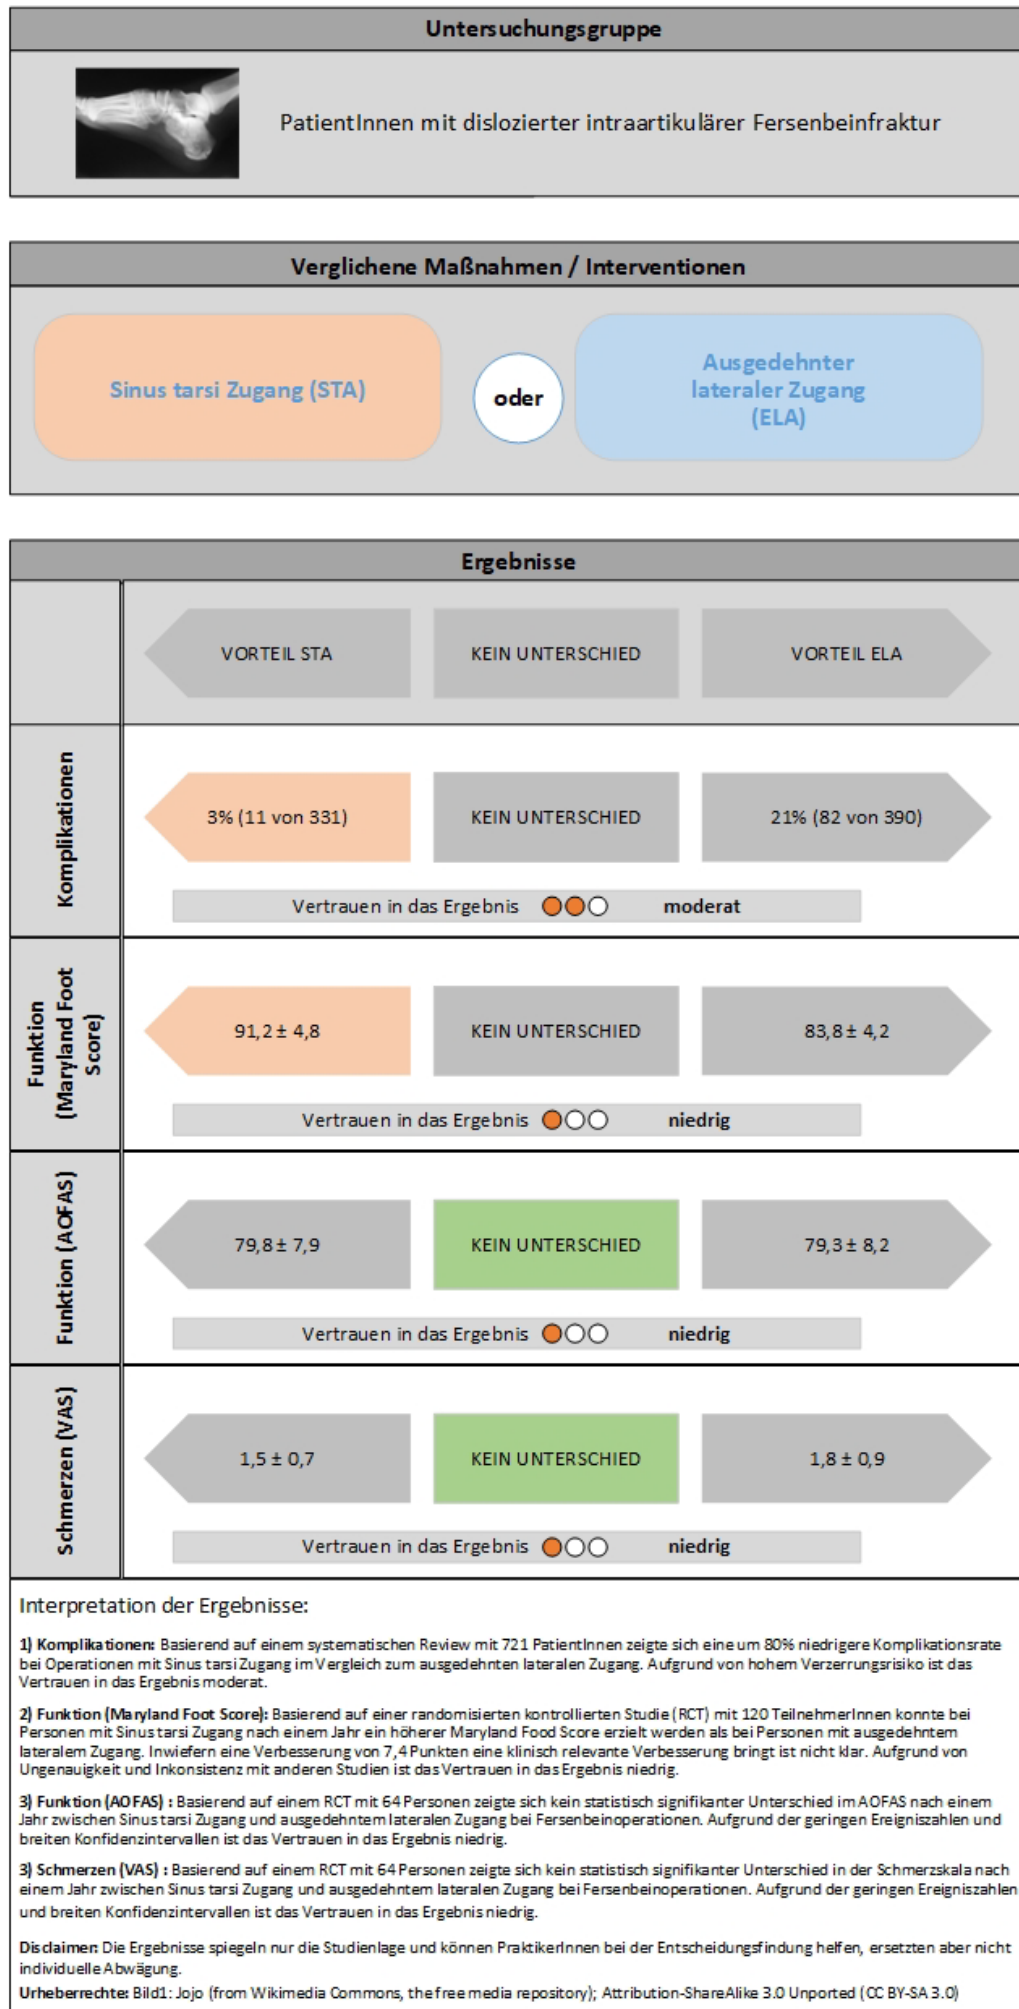 Untersuchungsgruppe
PatientInnen mit dislozierter intraartikulärer Fersenbeinfraktur
Verglichene Maßnahmen / Interventionen
Sinus tarsi Zugang (STA)
oder
Ausgedehnter
lateraler Zugang
(ELA)
Ergebnisse
VORTEIL STA
KEIN UNTERSCHIED
VORTEIL ELA
Komplikationen
3% (11 von 331)
KEIN UNTERSCHIED
21% (82 von 390)
Vertrauen in das Ergebnis moderat
Funktion
(Maryland Foot
Score)
91,2 ± 4,8
KEIN UNTERSCHIED
83,8 ± 4,2
Vertrauen in das Ergebnis niedrig
Funktion (AOFAS)
79,8 ± 7,9
KEIN UNTERSCHIED
79,3 ± 8,2
Vertrauen in das Ergebnis niedrig
Schmerzen (VAS)
1,5 ± 0,7
KEIN UNTERSCHIED
1,8 ± 0,9
Vertrauen in das Ergebnis niedrig
Interpretation der Ergebnisse:
1) Komplikationen: Basierend auf einem systematischen Review mit 721 PatientInnen zeigte sich eine um 80% niedrigere Komplikationsrate
bei Operationen mit Sinus tarsi Zugang im Vergleich zum ausgedehnten lateralen Zugang. Aufgrund von hohem Verzerrungsrisiko ist das
Vertrauen in das Ergebnis moderat.
2) Funktion (Maryland Foot Score): Basierend auf einer randomisierten kontrollierten Studie (RCT) mit 120 TeilnehmerInnen konnte bei
Personen mit Sinus tarsi Zugang nach einem Jahr ein höherer Maryland Food Score erzielt werden als bei Personen mit ausgedehntem
lateralem Zugang. Inwiefern eine Verbesserung von 7,4 Punkten eine klinisch relevante Verbesserung bringt ist nicht klar. Aufgrund von
Ungenauigkeit und Inkonsistenz mit anderen Studien ist das Vertrauen in das Ergebnis niedrig.
3) Funktion (AOFAS) : Basierend auf einem RCT mit 64 Personen zeigte sich kein statistisch signifikanter Unterschied im AOFAS nach einem
Jahr zwischen Sinus tarsi Zugang und ausgedehntem lateralen Zugang bei Fersenbeinoperationen. Aufgrund der geringen Ereigniszahlen und
breiten Konfidenzintervallen ist das Vertrauen in das Ergebnis niedrig.
3) Schmerzen (VAS) : Basierend auf einem RCT mit 64 Personen zeigte sich kein statistisch signifikanter Unterschied in der Schmerzskala nach
einem Jahr zwischen Sinus tarsi Zugang und ausgedehntem lateralen Zugang bei Fersenbeinoperationen. Aufgrund der geringen Ereigniszahlen
und breiten Konfidenzintervallen ist das Vertrauen in das Ergebnis niedrig.
Disclaimer: Die Ergebnisse spiegeln nur die Studienlage und können PraktikerInnen bei der Entscheidungsfindung helfen, ersetzten aber nicht
individuelle Abwägung.
Urheberrechte: Bild1: Jojo (from Wikimedia Commons, the free media repository); Attribution-ShareAlike 3.0 Unported (CC BY-SA 3.0)